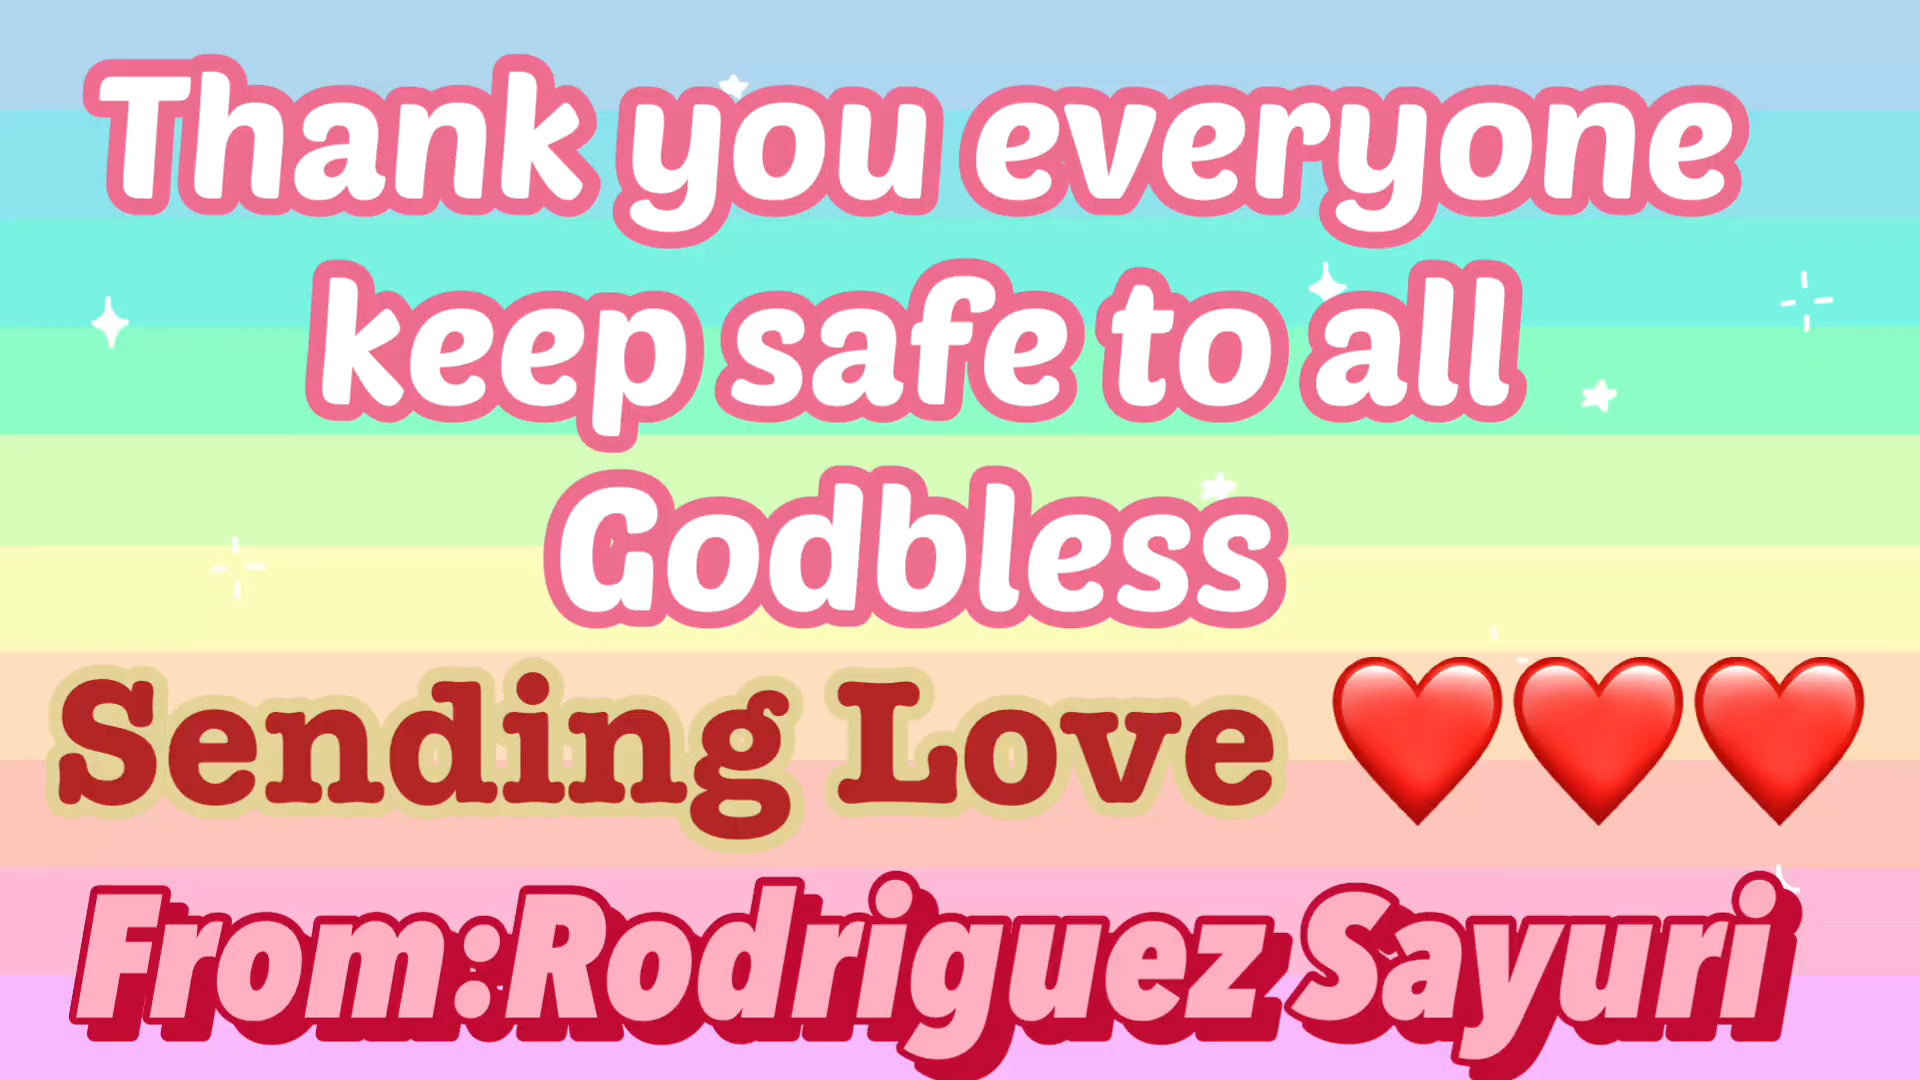 Thank you everyone
keep safe to all
Godbless
Sending Love ❤️❤️❤️
From:Rodriguez Sayuri